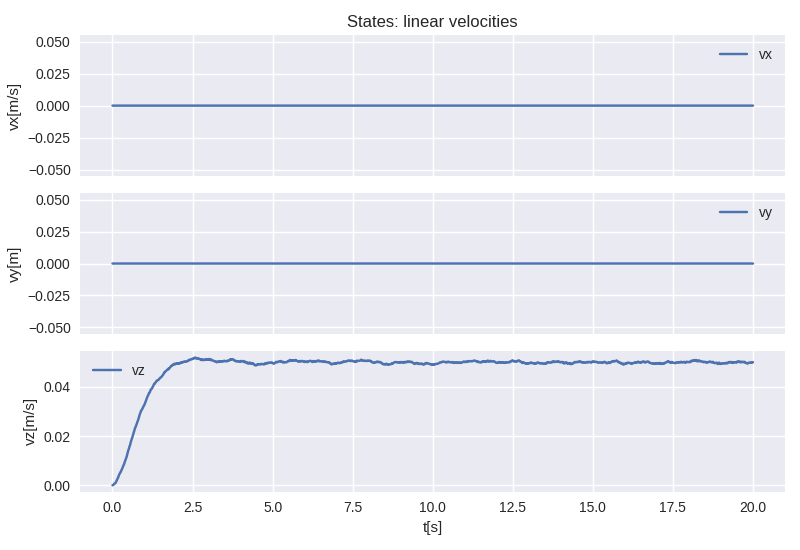 States: linear velocities
0.050
0.025
0.000
−0.025
−0.050
vx[m/s]
vx
0.050
0.025
0.000
−0.025
−0.050
vy[m]
vy
0.04
0.02
0.00
vz[m/s]
vz
0.0 2.5 5.0 7.5 10.0 12.5 15.0 17.5 20.0
t[s]